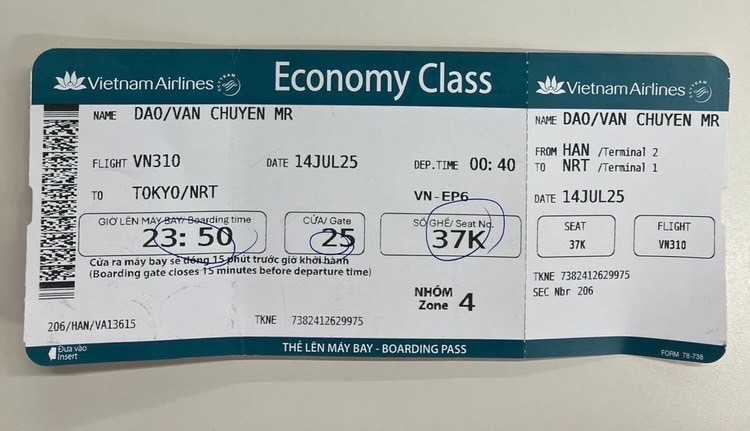 Vietnam Airlines
Economy Class
NAME DAO/VAN CHUYEN MR
FLIGHT VN310 DATE 14JUL25 DEP.TIME 00:40
TO TOKYO/NRT VN-EP6
GIỜ LÊN MÁY BAY/ Boarding time
23:50
CỬA/ Gate
25
SỐ GHẾ/ Seat No.
37K
Cửa ra máy bay sẽ đóng 15 phút trước giờ khởi hành
(Boarding gate closes 15 minutes before departure time)
NHÓM
Zone 4
206/HAN/VA13615 TKNE 7382412629975
Đưa vào
Insert
THẺ LÊN MÁY BAY - BOARDING PASS
Vietnam Airlines
NAME DAO/VAN CHUYEN MR
FROM HAN /Terminal 2
TO NRT /Terminal 1
DATE 14JUL25
SEAT
37K
FLIGHT
VN310
TKNE 7382412629975
SEC Nbr 206
FORM 78-738